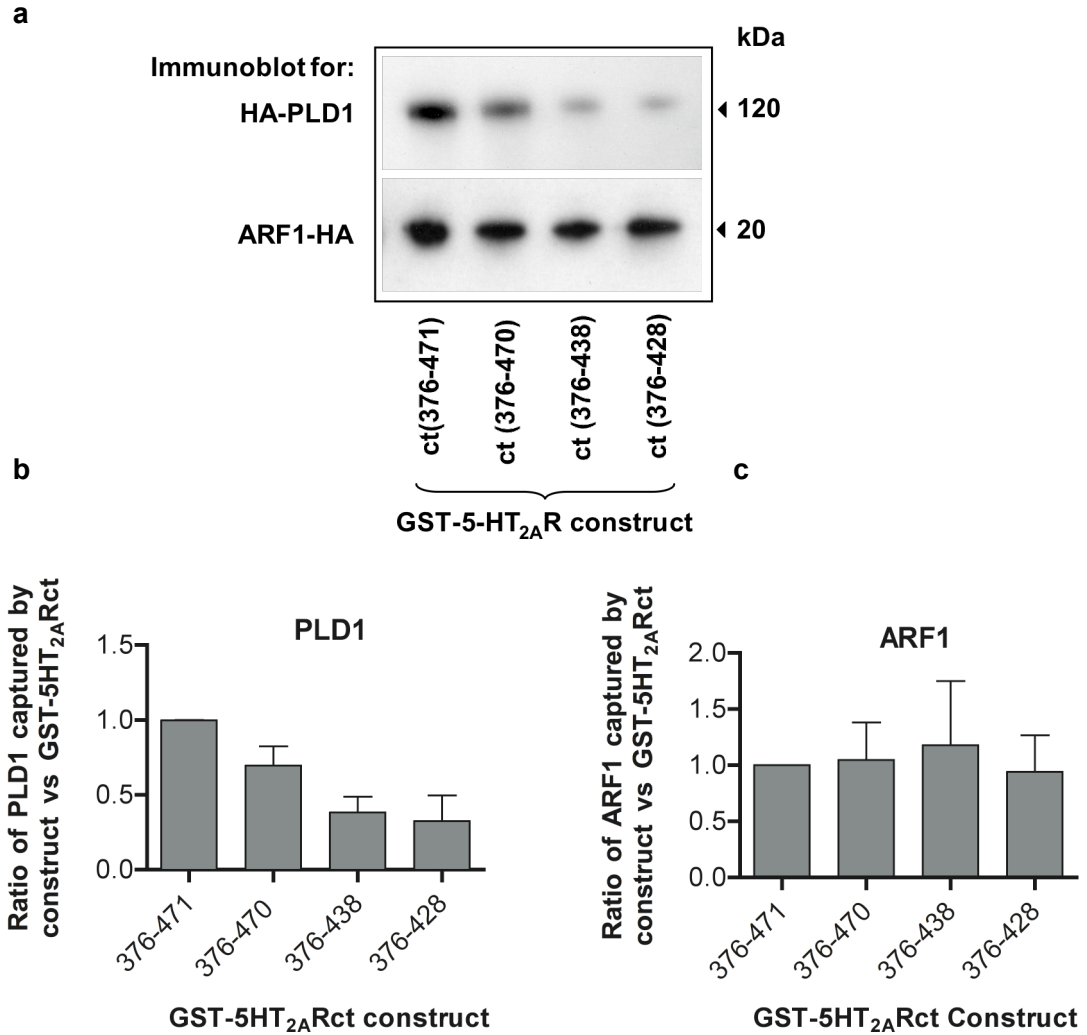 a
kDa
Immunoblot for:
HA-PLD1
120
ARF1-HA
20
ct(376-471)
ct (376-470)
ct (376-438)
ct (376-428)
GST-5-HT2AR construct
b
Ratio of PLD1 captured by
construct vs GST-5HT2ARct
PLD1
1.5
1.0
0.5
0.0
376-471
376-470
376-438
376-428
GST-5HT2ARct construct
c
Ratio of ARF1 captured by
construct vs GST-5HT2ARct
ARF1
2.0
1.5
1.0
0.5
0.0
376-471
376-470
376-438
376-428
GST-5HT2ARct Construct